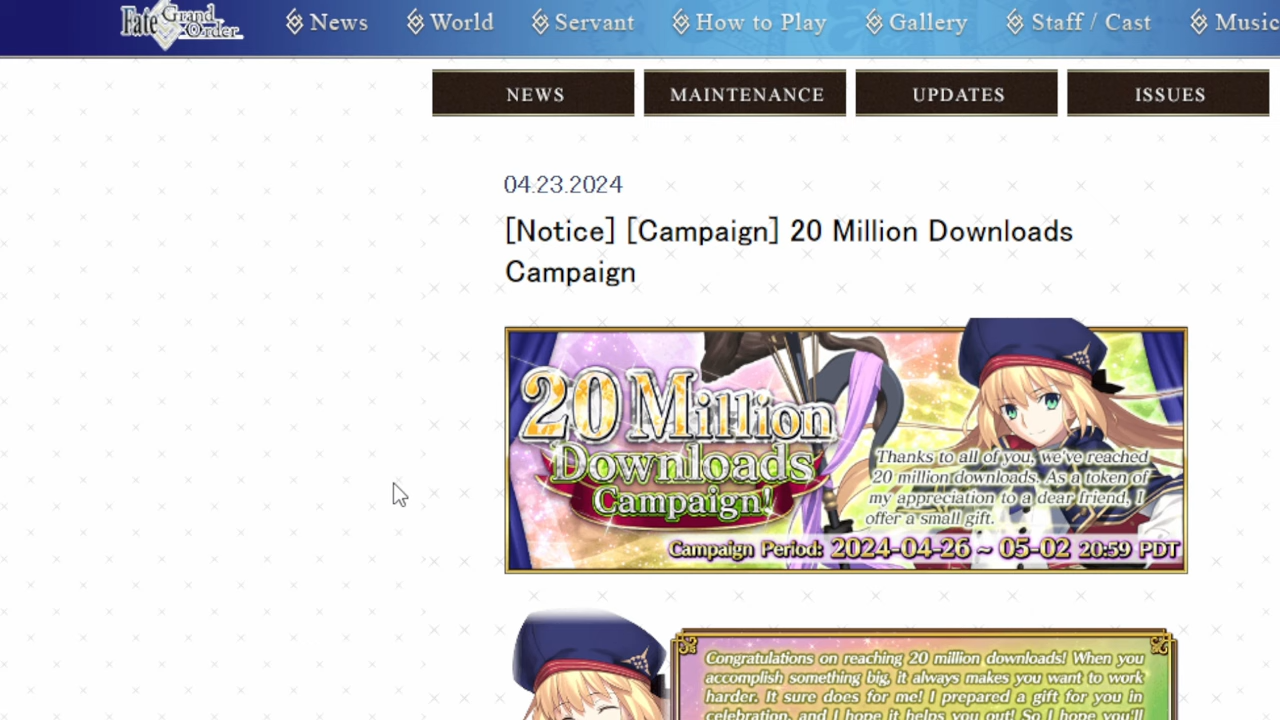 Fate Grand Order
News World Servant How to Play Gallery Staff / Cast Music
NEWS MAINTENANCE UPDATES ISSUES
04.23.2024
[Notice] [Campaign] 20 Million Downloads
Campaign
20 Million
Downloads
Campaign!
Thanks to all of you, we've reached
20 million downloads. As a token of
my appreciation to a dear friend, I
offer a small gift.
Campaign Period: 2024-04-26 ~ 05-02 20:59 PDT
Congratulations on reaching 20 million downloads! When you
accomplish something big, it always makes you want to work
harder. It sure does for me! I prepared a gift for you in
celebration, and I hope it helps you out! So I hope you'll